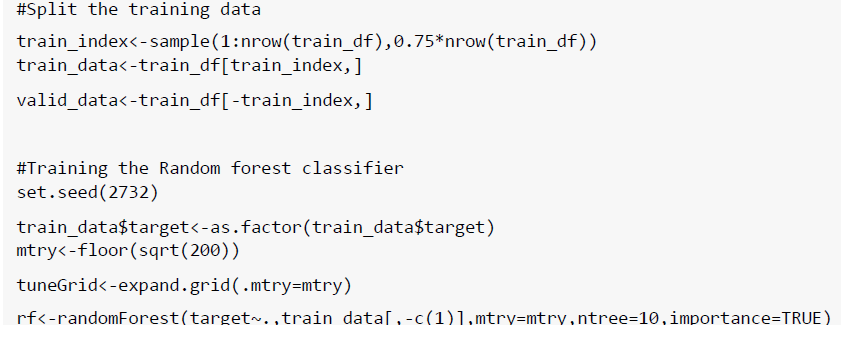 #Split the training data
train_index<-sample(1:nrow(train_df),0.75*nrow(train_df))
train_data<-train_df[train_index,]
valid_data<-train_df[-train_index,]
#Training the Random forest classifier
set.seed(2732)
train_data$target<-as.factor(train_data$target)
mtry<-floor(sqrt(200))
tuneGrid<-expand.grid(.mtry=mtry)
rf<-randomForest(target~.,train_data[,-c(1)],mtry=mtry,ntree=10,importance=TRUE)